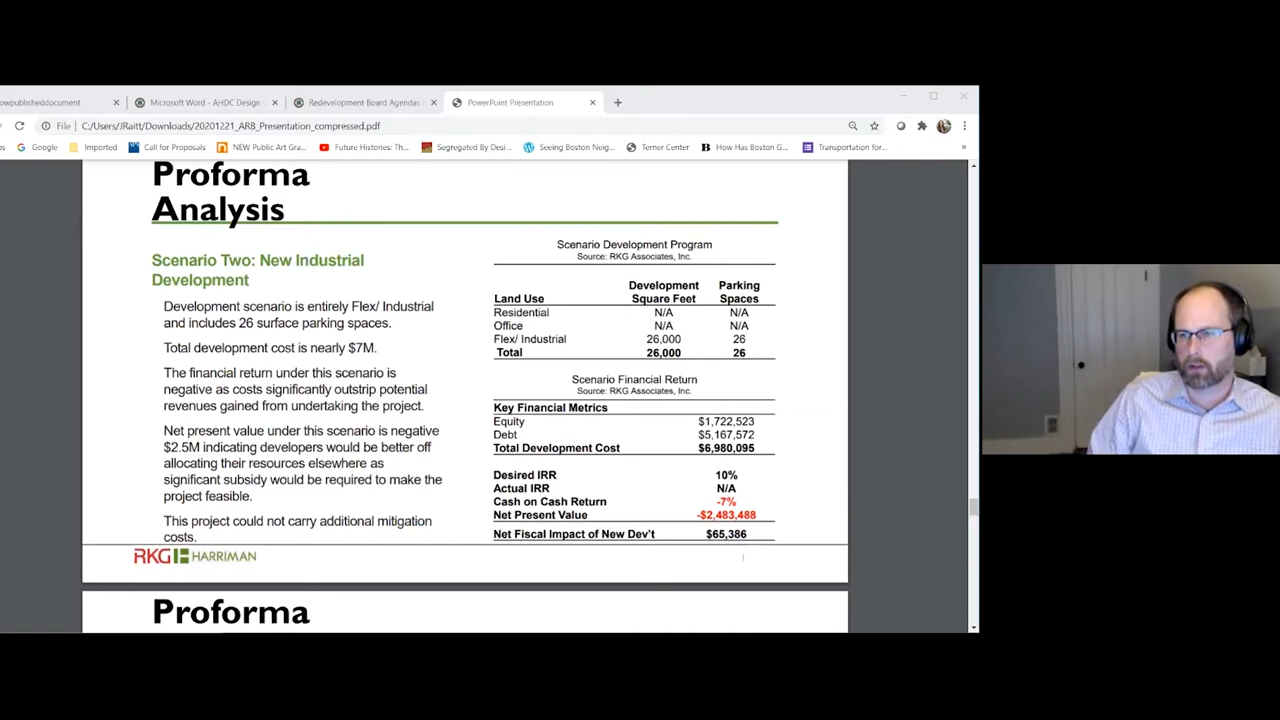 owpublisheddocument
Microsoft Word - AHDC Design
Redevelopment Board Agendas
PowerPoint Presentation
File
C:/Users/JRaitt/Downloads/20201221_ARB_Presentation_compressed.pdf
ps
Google
Imported
Call for Proposals
NEW Public Art Gra...
Future Histories: Th...
Segregated By Desi...
Seeing Boston Neig...
Terner Center
How Has Boston G...
Transportation for...
»
Proforma
Analysis
Scenario Two: New Industrial
Development
Development scenario is entirely Flex/ Industrial
and includes 26 surface parking spaces.
Total development cost is nearly $7M.
The financial return under this scenario is
negative as costs significantly outstrip potential
revenues gained from undertaking the project.
Net present value under this scenario is negative
$2.5M indicating developers would be better off
allocating their resources elsewhere as
significant subsidy would be required to make the
project feasible.
This project could not carry additional mitigation
costs.
Scenario Development Program
Source: RKG Associates, Inc.
Development Parking
Land Use Square Feet Spaces
Residential N/A N/A
Office N/A N/A
Flex/ Industrial 26,000 26
Total 26,000 26
Scenario Financial Return
Source: RKG Associates, Inc.
Key Financial Metrics
Equity $1,722,523
Debt $5,167,572
Total Development Cost $6,980,095
Desired IRR 10%
Actual IRR N/A
Cash on Cash Return -7%
Net Present Value -$2,483,488
Net Fiscal Impact of New Dev't $65,386
RKG HARRIMAN
Proforma